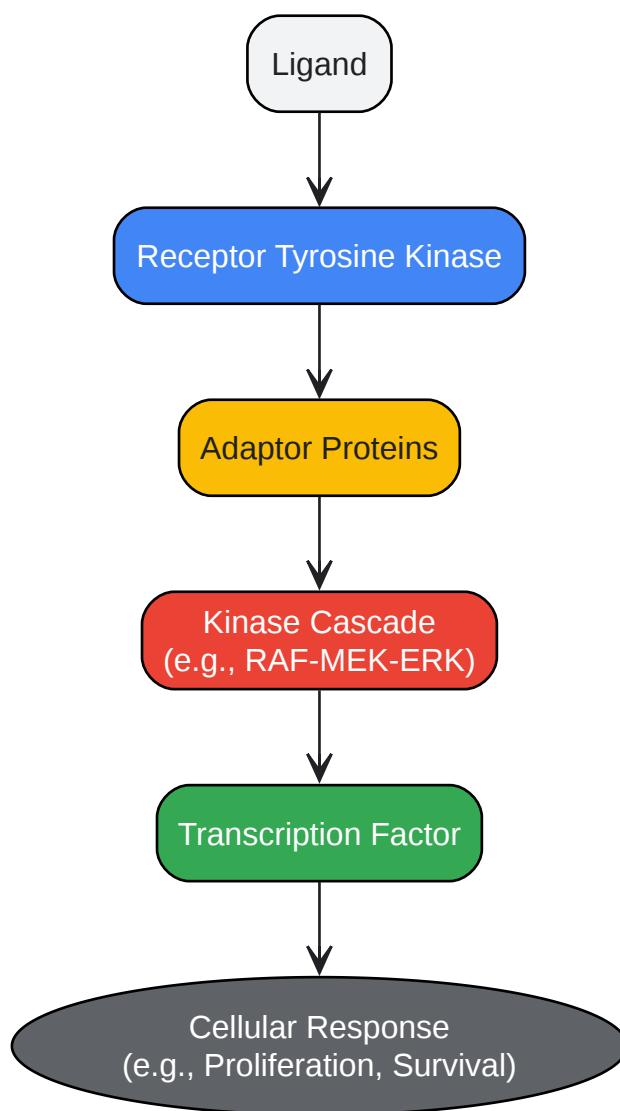 Ligand
Receptor Tyrosine Kinase
Adaptor Proteins
Kinase Cascade
(e.g., RAF-MEK-ERK)
Transcription Factor
Cellular Response
(e.g., Proliferation, Survival)